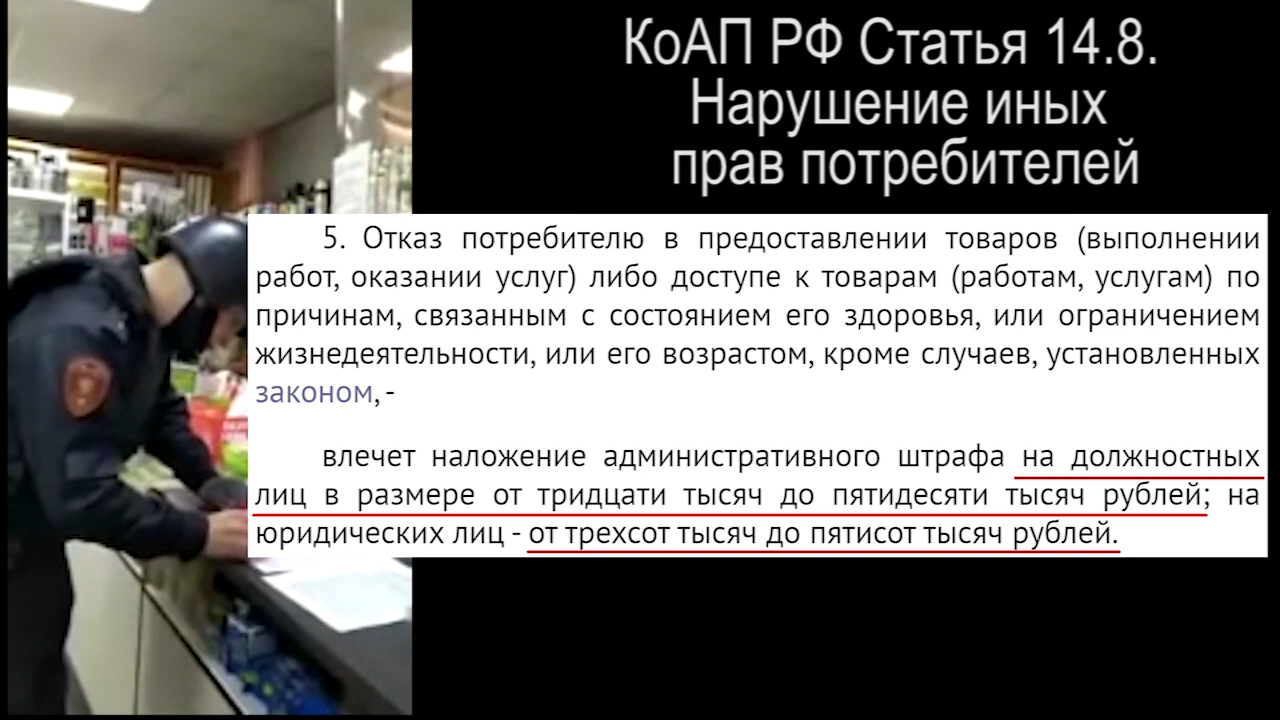 КоАП РФ Статья 14.8.
Нарушение иных
прав потребителей
5. Отказ потребителю в предоставлении товаров (выполнении
работ, оказании услуг) либо доступе к товарам (работам, услугам) по
причинам, связанным с состоянием его здоровья, или ограничением
жизнедеятельности, или его возрастом, кроме случаев, установленных
законом, -
влечет наложение административного штрафа на должностных
лиц в размере от тридцати тысяч до пятидесяти тысяч рублей; на
юридических лиц - от трехсот тысяч до пятисот тысяч рублей.